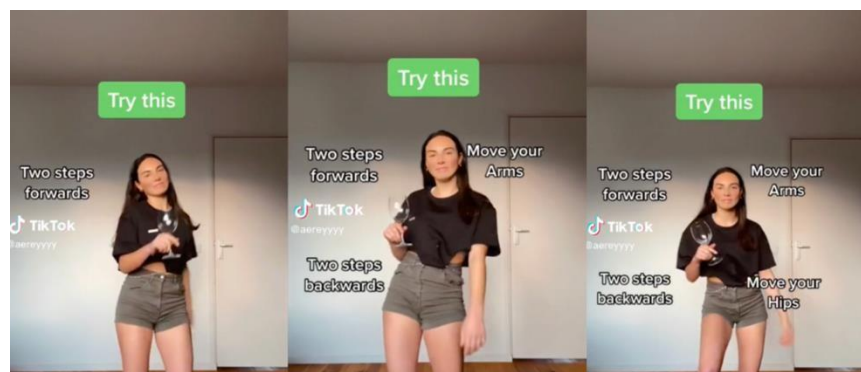 Try this
Two steps
forwards
TikTok
@aereyyyy
Try this
Two steps
forwards
Move your
Arms
TikTok
@aereyyyy
Two steps
backwards
Try this
Two steps
forwards
Move your
Arms
TikTok
@aereyyyy
Two steps
backwards
Move your
Hips